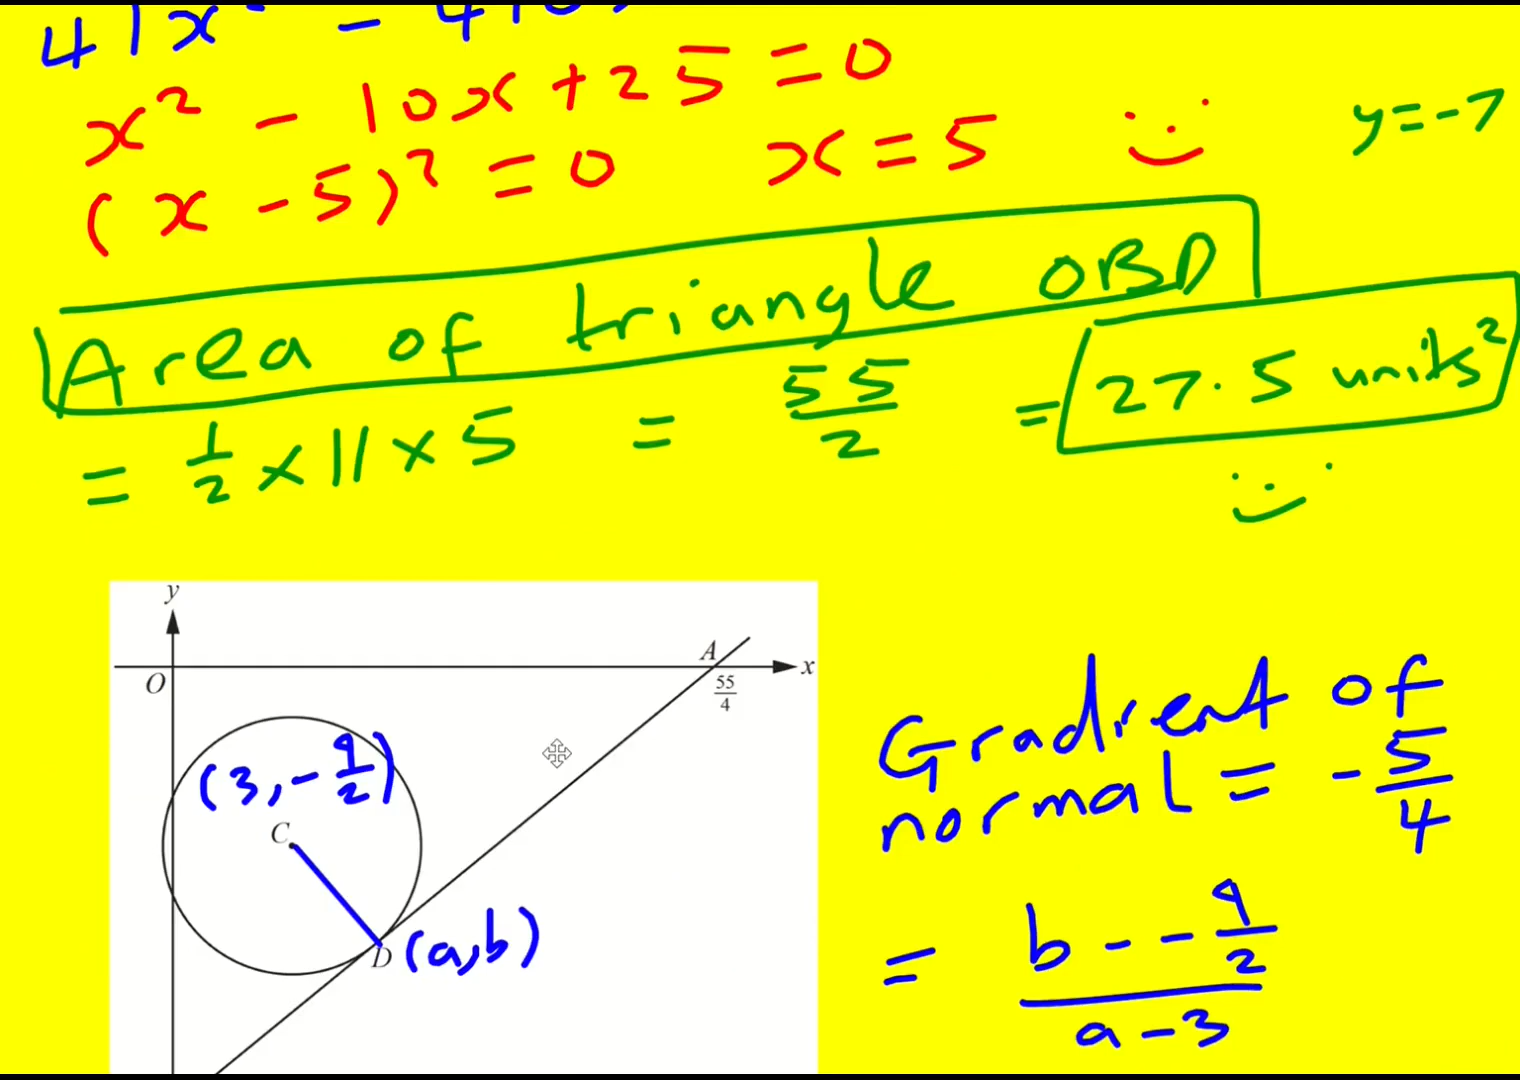 x² - 10x + 25 = 0
y = -7
(x - 5)² = 0 x = 5
Area of triangle OBD
= 1/2 × 11 × 5 = 55/2 = 27.5 units²
y
A
x
O
55/4
(3, -9/2)
C
D (a,b)
Gradient of
normal = -5/4
= (b - -9/2)/(a - 3)